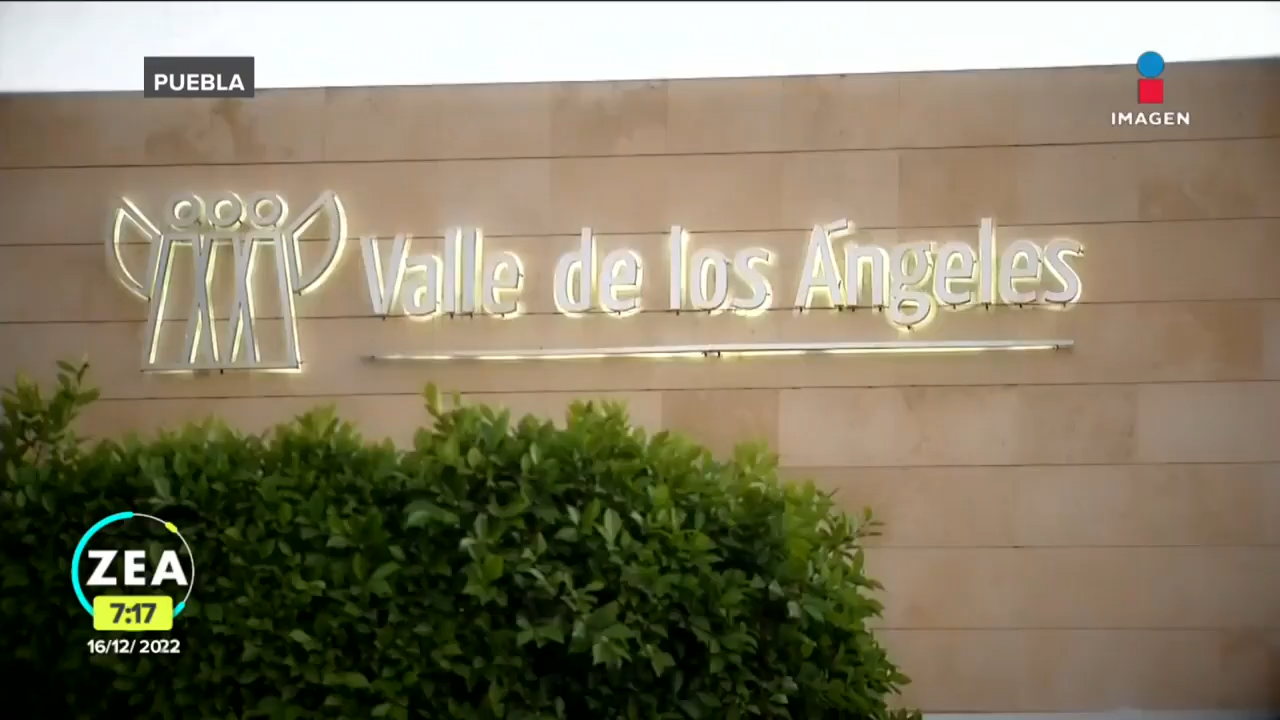 PUEBLA
IMAGEN
Valle de los Ángeles
ZEA
7:17
16/12/2022